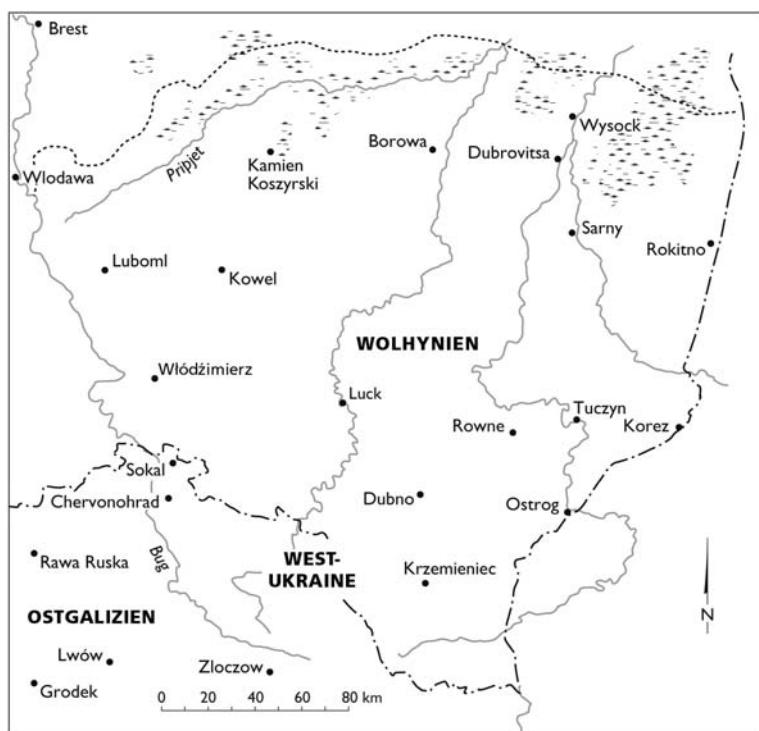 Brest
Wysock
Borowa
Dubrovitsa
Pripjet
Kamien
Koszyrski
Wlodawa
Sarny
Rokitno
Luboml
Kowel
WOLHYNIEN
Włódźimierz
Luck
Tuczyn
Rowne
Korez
Sokal
Chervonohrad
Dubno
Ostrog
Bug
Rawa Ruska
WEST-
UKRAINE
Krzemieniec
N
OSTGALIZIEN
Lwów
Zloczow
Grodek
0 20 40 60 80 km